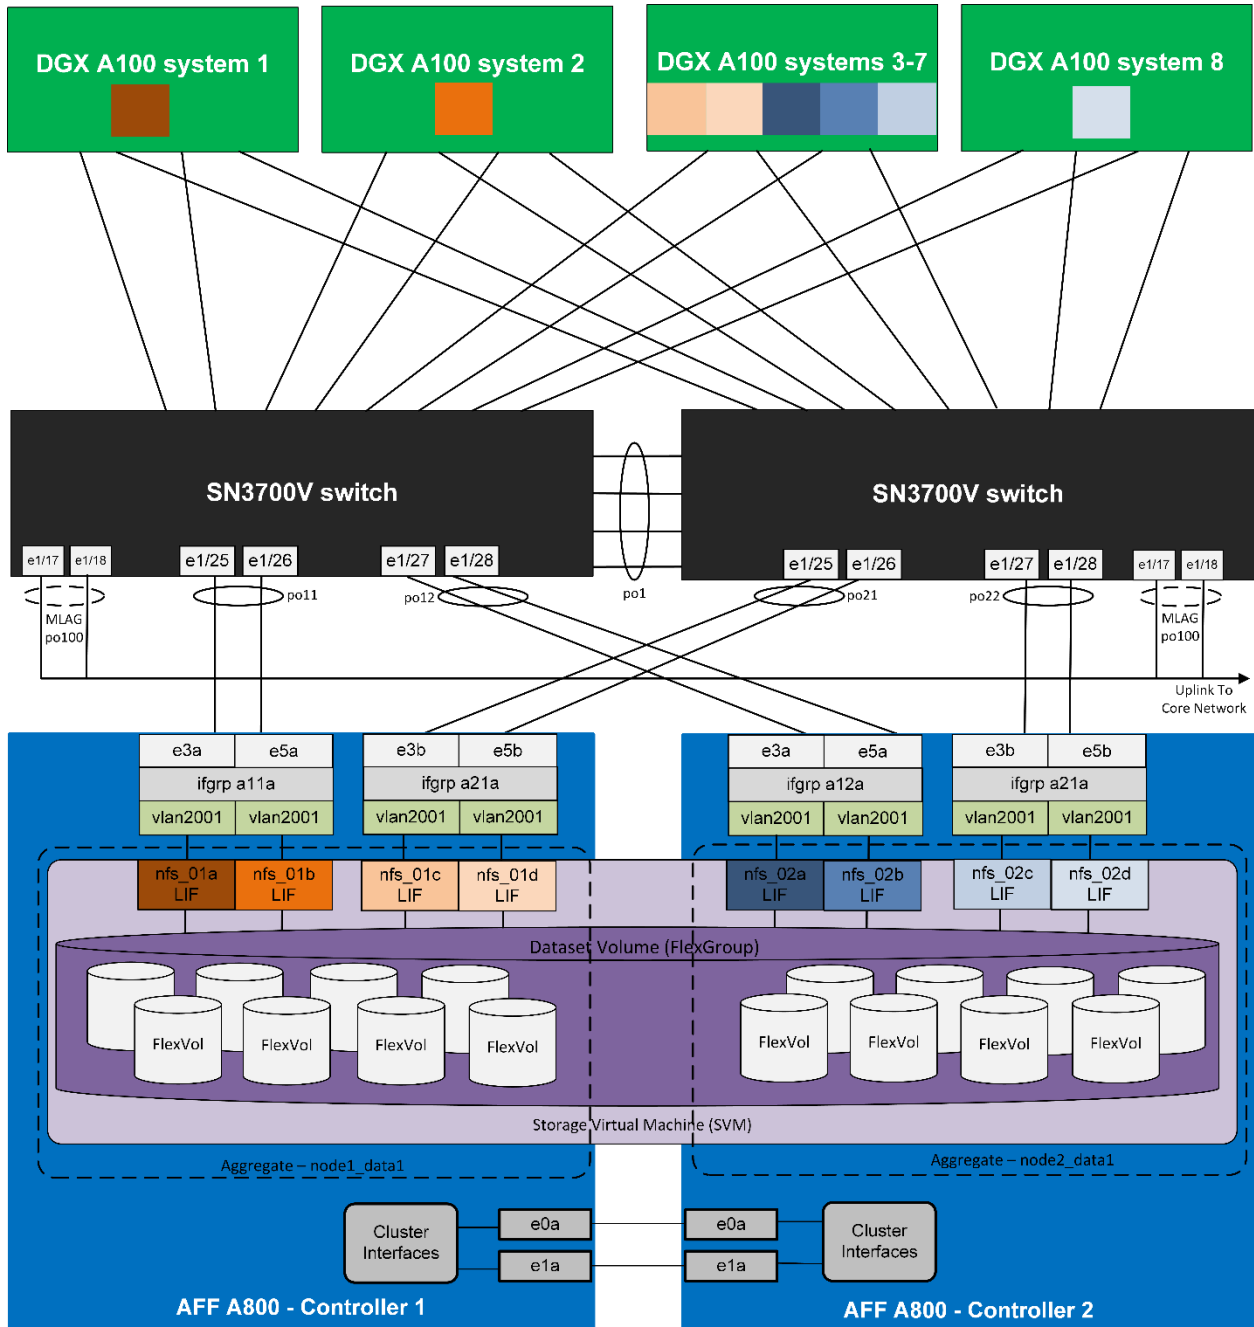 DGX A100 system 1
DGX A100 system 2
DGX A100 systems 3-7
DGX A100 system 8
SN3700V switch
SN3700V switch
e1/17
e1/18
e1/25
e1/26
e1/27
e1/28
e1/25
e1/26
e1/27
e1/28
e1/17
e1/18
MLAG
po100
po11
po12
po1
po21
po22
MLAG
po100
Uplink To
Core Network
e3a
e5a
ifgrp a11a
vlan2001
vlan2001
e3b
e5b
ifgrp a21a
vlan2001
vlan2001
e3a
e5a
ifgrp a12a
vlan2001
vlan2001
e3b
e5b
ifgrp a21a
vlan2001
vlan2001
nfs_01a
LIF
nfs_01b
LIF
nfs_01c
LIF
nfs_01d
LIF
nfs_02a
LIF
nfs_02b
LIF
nfs_02c
LIF
nfs_02d
LIF
Dataset Volume (FlexGroup)
FlexVol
FlexVol
FlexVol
FlexVol
FlexVol
FlexVol
FlexVol
FlexVol
Storage Virtual Machine (SVM)
Aggregate – node1_data1
Aggregate – node2_data1
Cluster
Interfaces
e0a
e1a
e0a
e1a
Cluster
Interfaces
AFF A800 - Controller 1
AFF A800 - Controller 2